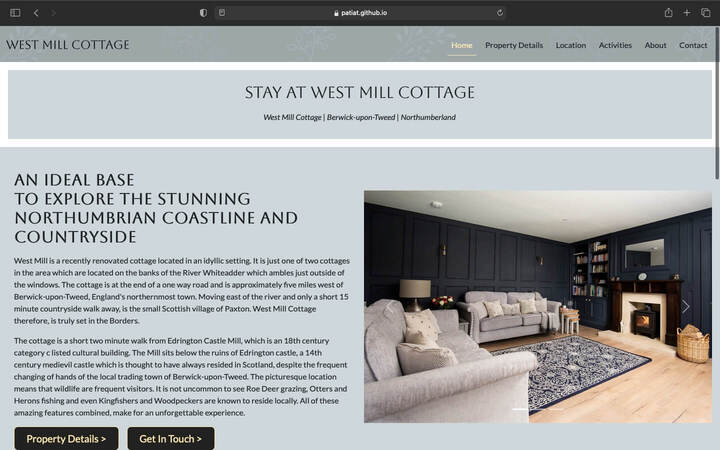 patiat.github.io
WEST MILL COTTAGE
Home Property Details Location Activities About Contact
STAY AT WEST MILL COTTAGE
West Mill Cottage | Berwick-upon-Tweed | Northumberland
AN IDEAL BASE
TO EXPLORE THE STUNNING
NORTHUMBRIAN COASTLINE AND
COUNTRYSIDE
West Mill is a recently renovated cottage located in an idyllic setting. It is just one of two cottages
in the area which are located on the banks of the River Whiteadder which ambles just outside of
the windows. The cottage is at the end of a one way road and is approximately five miles west of
Berwick-upon-Tweed, England's northernmost town. Moving east of the river and only a short 15
minute countryside walk away, is the small Scottish village of Paxton. West Mill Cottage
therefore, is truly set in the Borders.
The cottage is a short two minute walk from Edrington Castle Mill, which is an 18th century
category c listed cultural building. The Mill sits below the ruins of Edrington castle, a 14th
century medievil castle which is thought to have always resided in Scotland, despite the frequent
changing of hands of the local trading town of Berwick-upon-Tweed. The picturesque location
means that wildlife are frequent visitors. It is not uncommon to see Roe Deer grazing, Otters and
Herons fishing and even Kingfishers and Woodpeckers are known to reside locally. All of these
amazing features combined, make for an unforgettable experience.
Property Details >
Get In Touch >